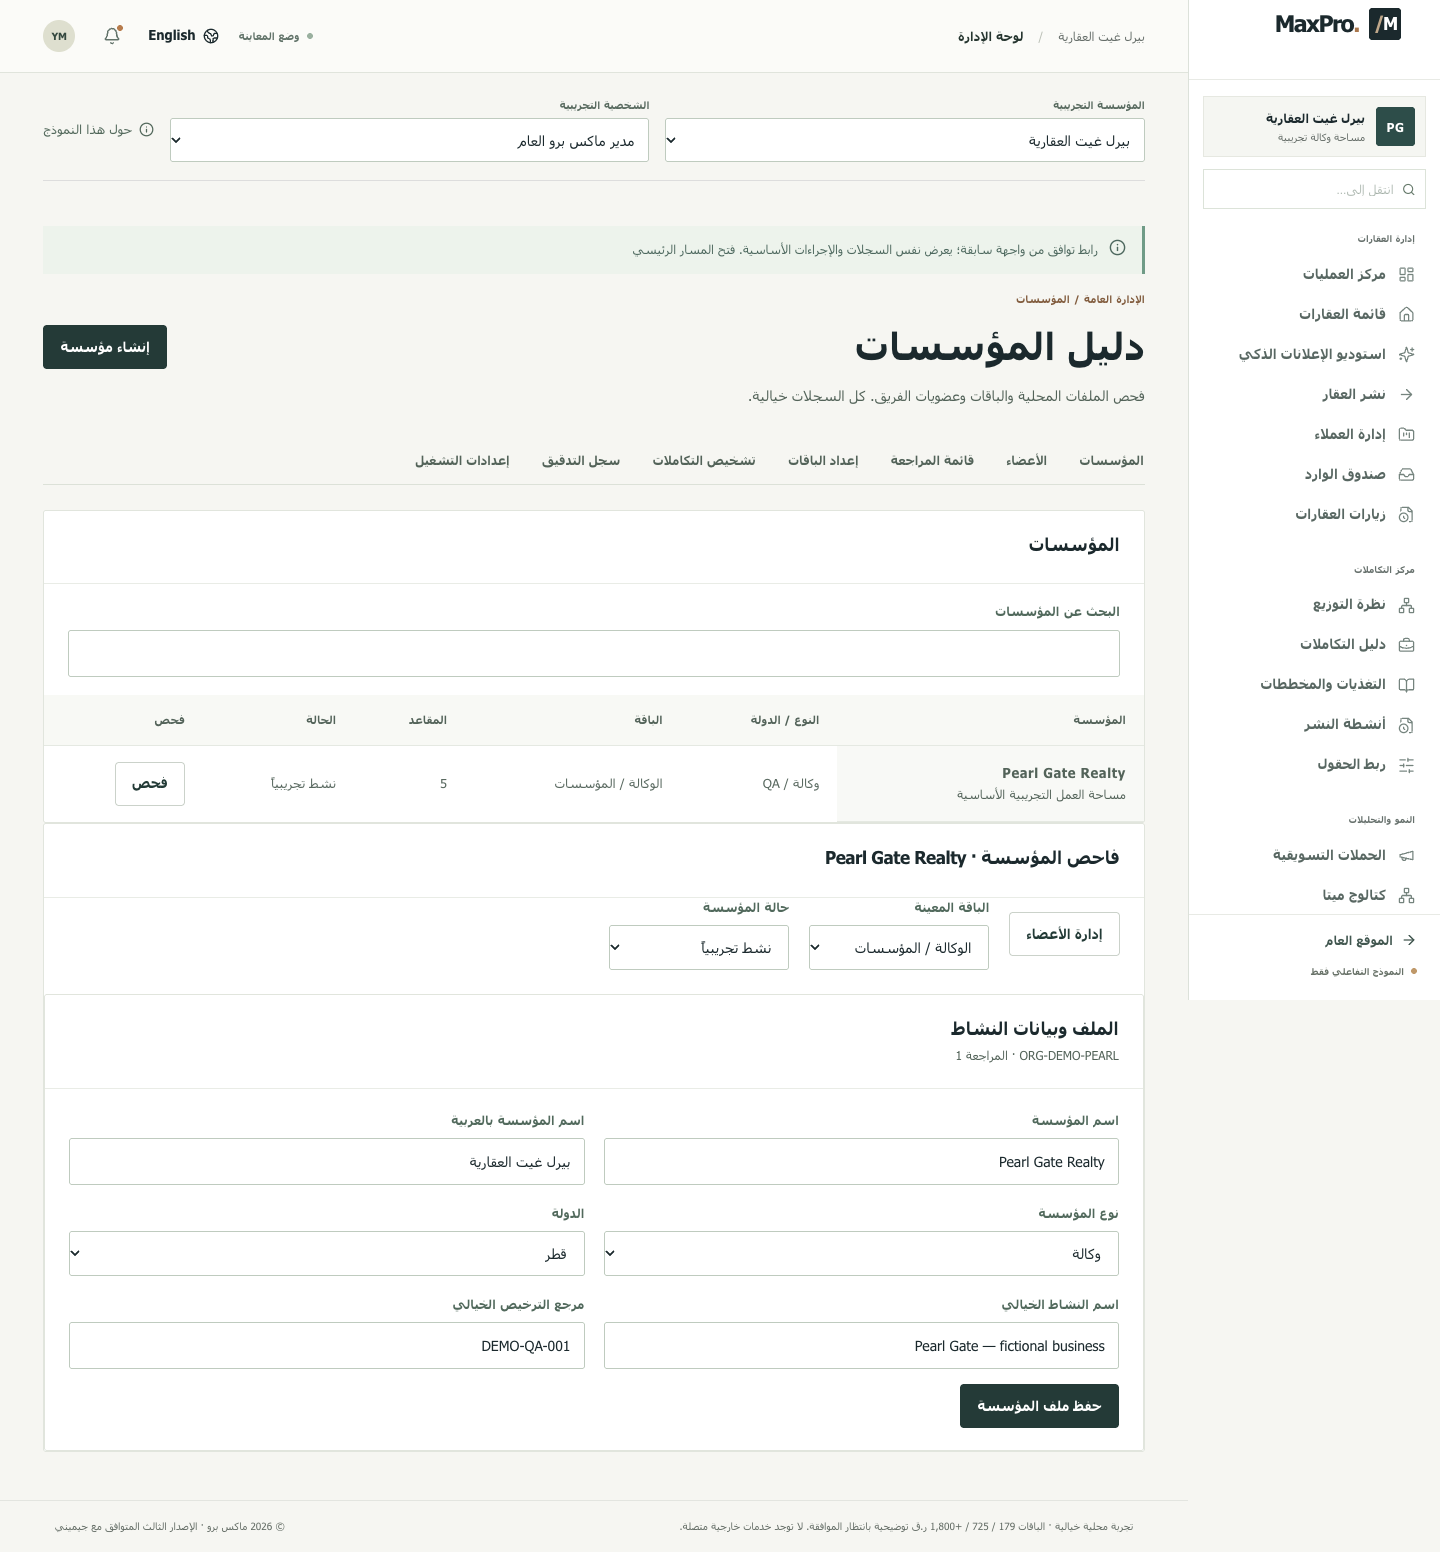 /M MaxPro.
PG بيرل غيت العقارية
مساحة وكالة تجريبية
انتقل إلى...
إدارة العقارات
مركز العمليات
قائمة العقارات
استوديو الإعلانات الذكي
نشر العقار
إدارة العملاء
صندوق الوارد
زيارات العقارات
مركز التكاملات
نظرة التوزيع
دليل التكاملات
التغذيات والمخططات
أنشطة النشر
ربط الحقول
النمو والتحليلات
الحملات التسويقية
كتالوج ميتا
الموقع العام
النموذج التفاعلي فقط
بيرل غيت العقارية / لوحة الإدارة
وضع المعاينة
English
YM
المؤسسة التجريبية
بيرل غيت العقارية
الشخصية التجريبية
مدير ماكس برو العام
حول هذا النموذج
رابط توافق من واجهة سابقة؛ يعرض نفس السجلات والإجراءات الأساسية. فتح المسار الرئيسي
الإدارة العامة / المؤسسات
دليل المؤسسات
إنشاء مؤسسة
فحص الملفات المحلية والباقات وعضويات الفريق. كل السجلات خيالية.
المؤسسات الأعضاء قائمة المراجعة إعداد الباقات تشخيص التكاملات سجل التدقيق إعدادات التشغيل
المؤسسات
البحث عن المؤسسات
المؤسسة النوع / الدولة الباقة المقاعد الحالة فحص
Pearl Gate Realty
مساحة العمل التجريبية الأساسية
وكالة / QA الوكالة / المؤسسات 5 نشط تجريبياً فحص
فاحص المؤسسة · Pearl Gate Realty
إدارة الأعضاء
الباقة المعينة
الوكالة / المؤسسات
حالة المؤسسة
نشط تجريبياً
الملف وبيانات النشاط
ORG-DEMO-PEARL · المراجعة 1
اسم المؤسسة
Pearl Gate Realty
اسم المؤسسة بالعربية
بيرل غيت العقارية
نوع المؤسسة
وكالة
الدولة
قطر
اسم النشاط الخيالي
Pearl Gate — fictional business
مرجع الترخيص الخيالي
DEMO-QA-001
حفظ ملف المؤسسة
تجربة محلية خيالية · الباقات 179 / 725 / +1,800 ر.ق توضيحية بانتظار الموافقة. لا توجد خدمات خارجية متصلة.
© 2026 ماكس برو · الإصدار الثالث المتوافق مع جيميني